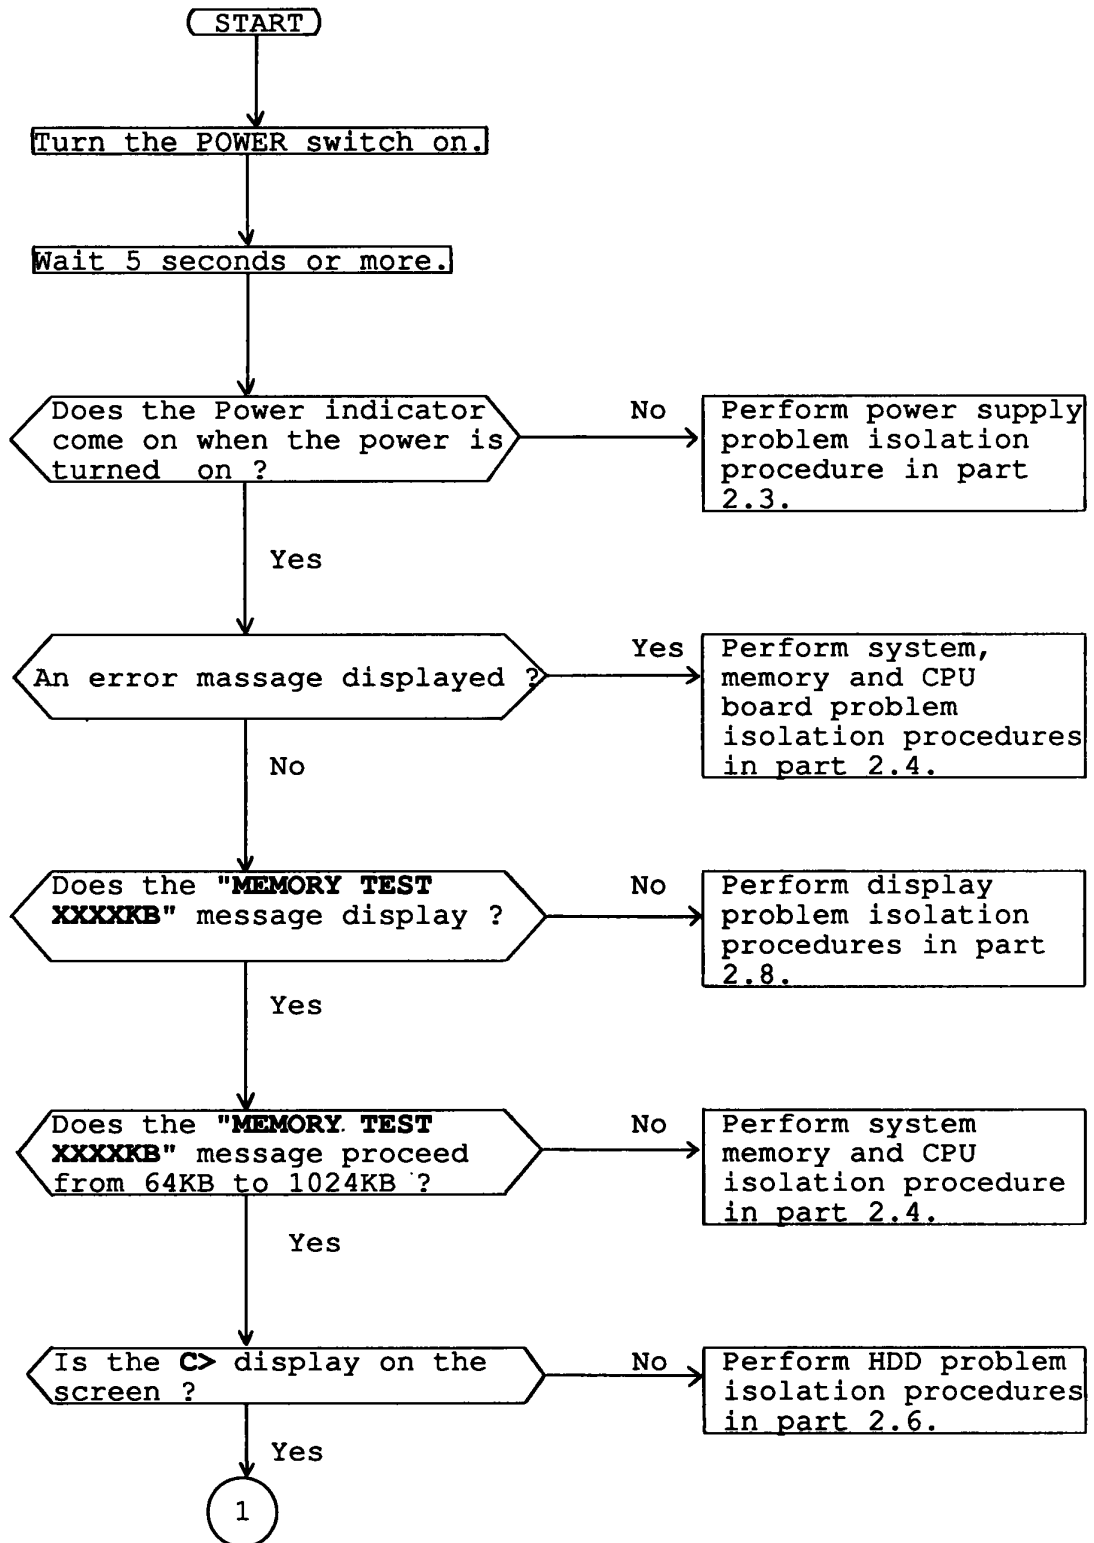 START
Turn the POWER switch on.
Wait 5 seconds or more.
Does the Power indicator
come on when the power is
turned on ?
No
Perform power supply
problem isolation
procedure in part
2.3.
Yes
An error massage displayed ?
Yes
Perform system,
memory and CPU
board problem
isolation procedures
in part 2.4.
No
Does the "MEMORY TEST
XXXXKB" message display ?
No
Perform display
problem isolation
procedures in part
2.8.
Yes
Does the "MEMORY TEST
XXXXKB" message proceed
from 64KB to 1024KB ?
No
Perform system
memory and CPU
isolation procedure
in part 2.4.
Yes
Is the C> display on the
screen ?
No
Perform HDD problem
isolation procedures
in part 2.6.
Yes
1